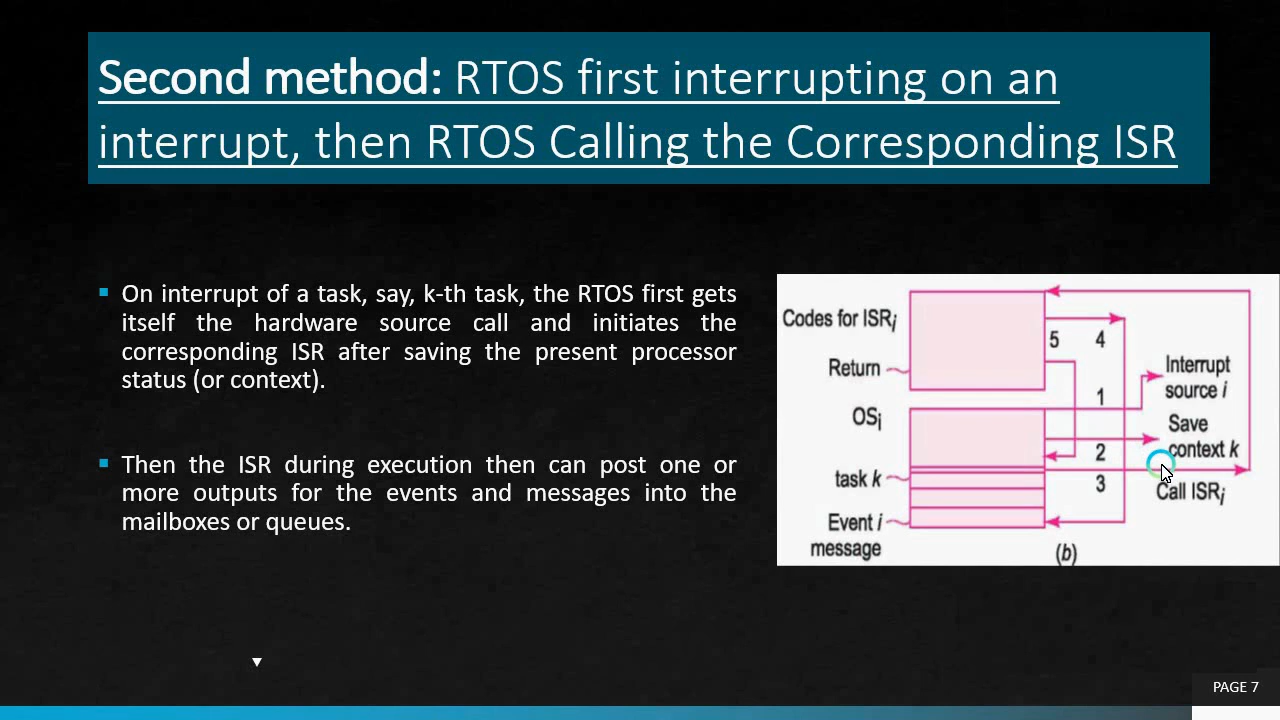 Second method: RTOS first interrupting on an
interrupt, then RTOS Calling the Corresponding ISR
On interrupt of a task, say, k-th task, the RTOS first gets
itself the hardware source call and initiates the
corresponding ISR after saving the present processor
status (or context).
Then the ISR during execution then can post one or
more outputs for the events and messages into the
mailboxes or queues.
Codes for ISRi
5 4
Return
Interrupt
source i
1
OSi
Save
context k
2
task k
3
Call ISRi
Event i
message
(b)
PAGE 7